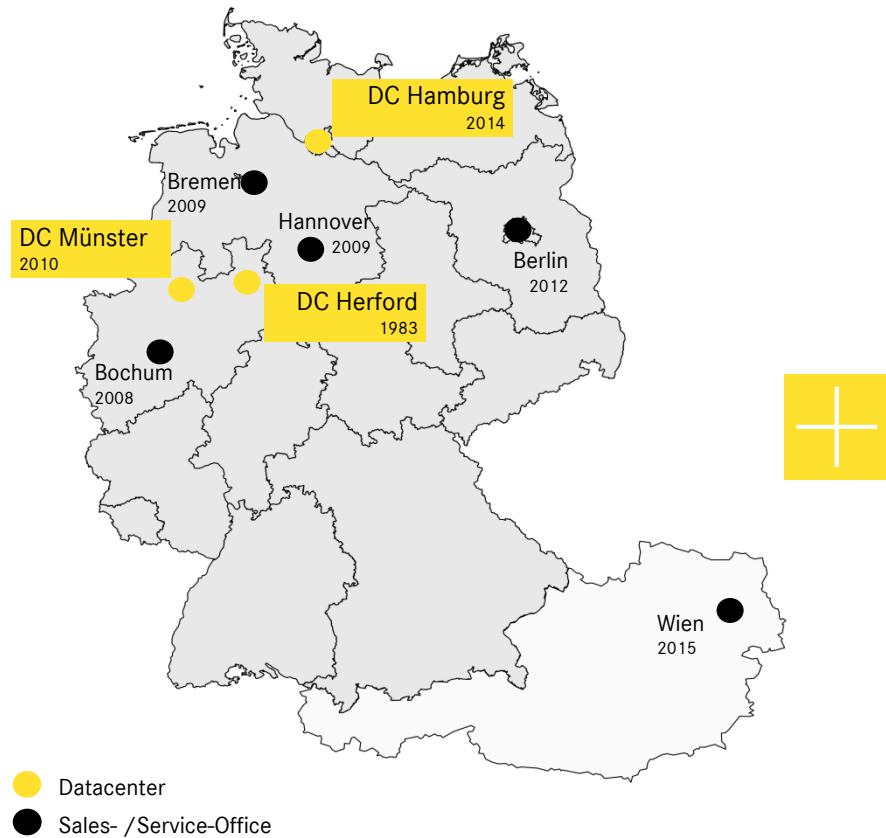 DC Hamburg
2014
Bremen
2009
Hannover
2009
DC Münster
2010
Berlin
2012
DC Herford
1983
Bochum
2008
Wien
2015
Datacenter
Sales- /Service-Office